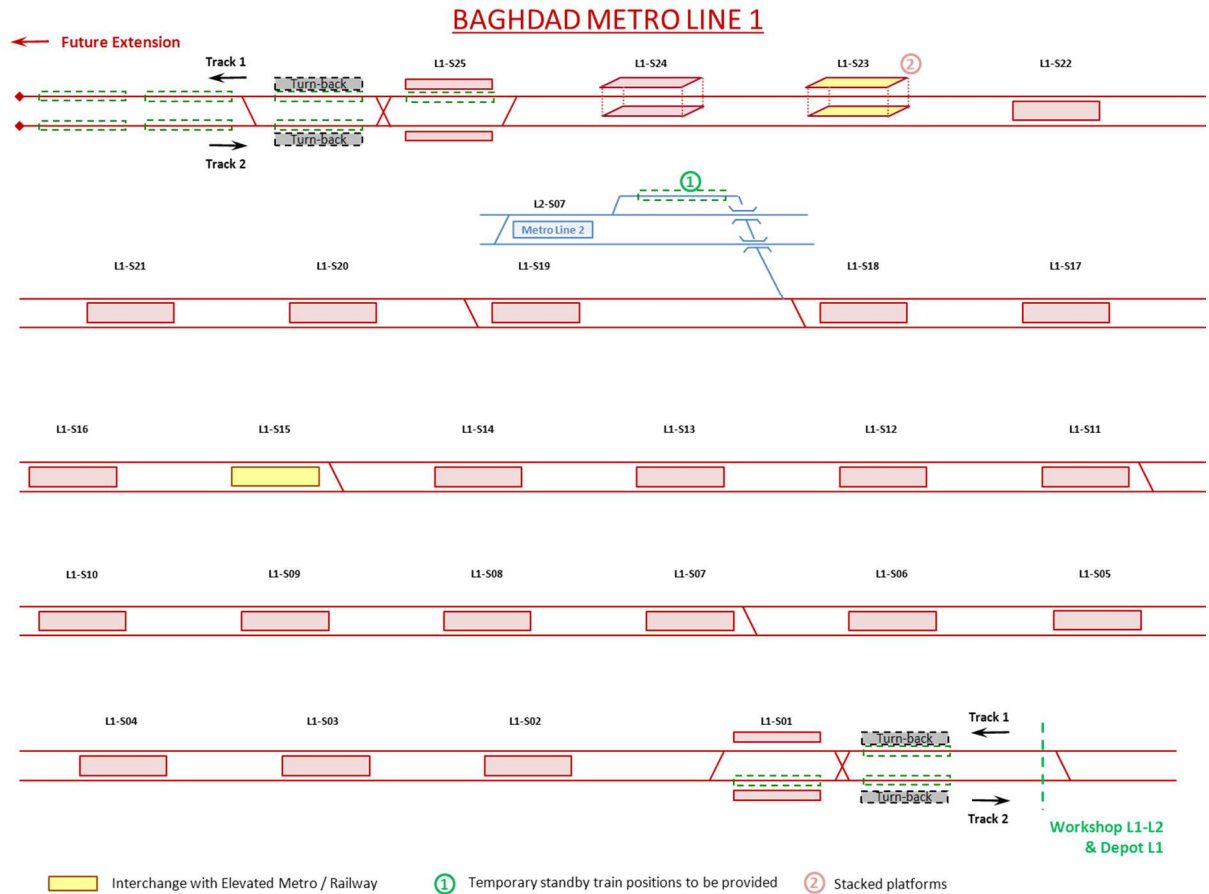 BAGHDAD METRO LINE 1
Future Extension
Track 1
Turn-back
L1-S25
L1-S24
L1-S23
2
L1-S22
Turn-back
Track 2
1
L2-S07
Metro Line 2
L1-S21
L1-S20
L1-S19
L1-S18
L1-S17
L1-S16
L1-S15
L1-S14
L1-S13
L1-S12
L1-S11
L1-S10
L1-S09
L1-S08
L1-S07
L1-S06
L1-S05
L1-S04
L1-S03
L1-S02
L1-S01
Track 1
Turn-back
Turn-back
Track 2
Workshop L1-L2
& Depot L1
Interchange with Elevated Metro / Railway
1 Temporary standby train positions to be provided
2 Stacked platforms